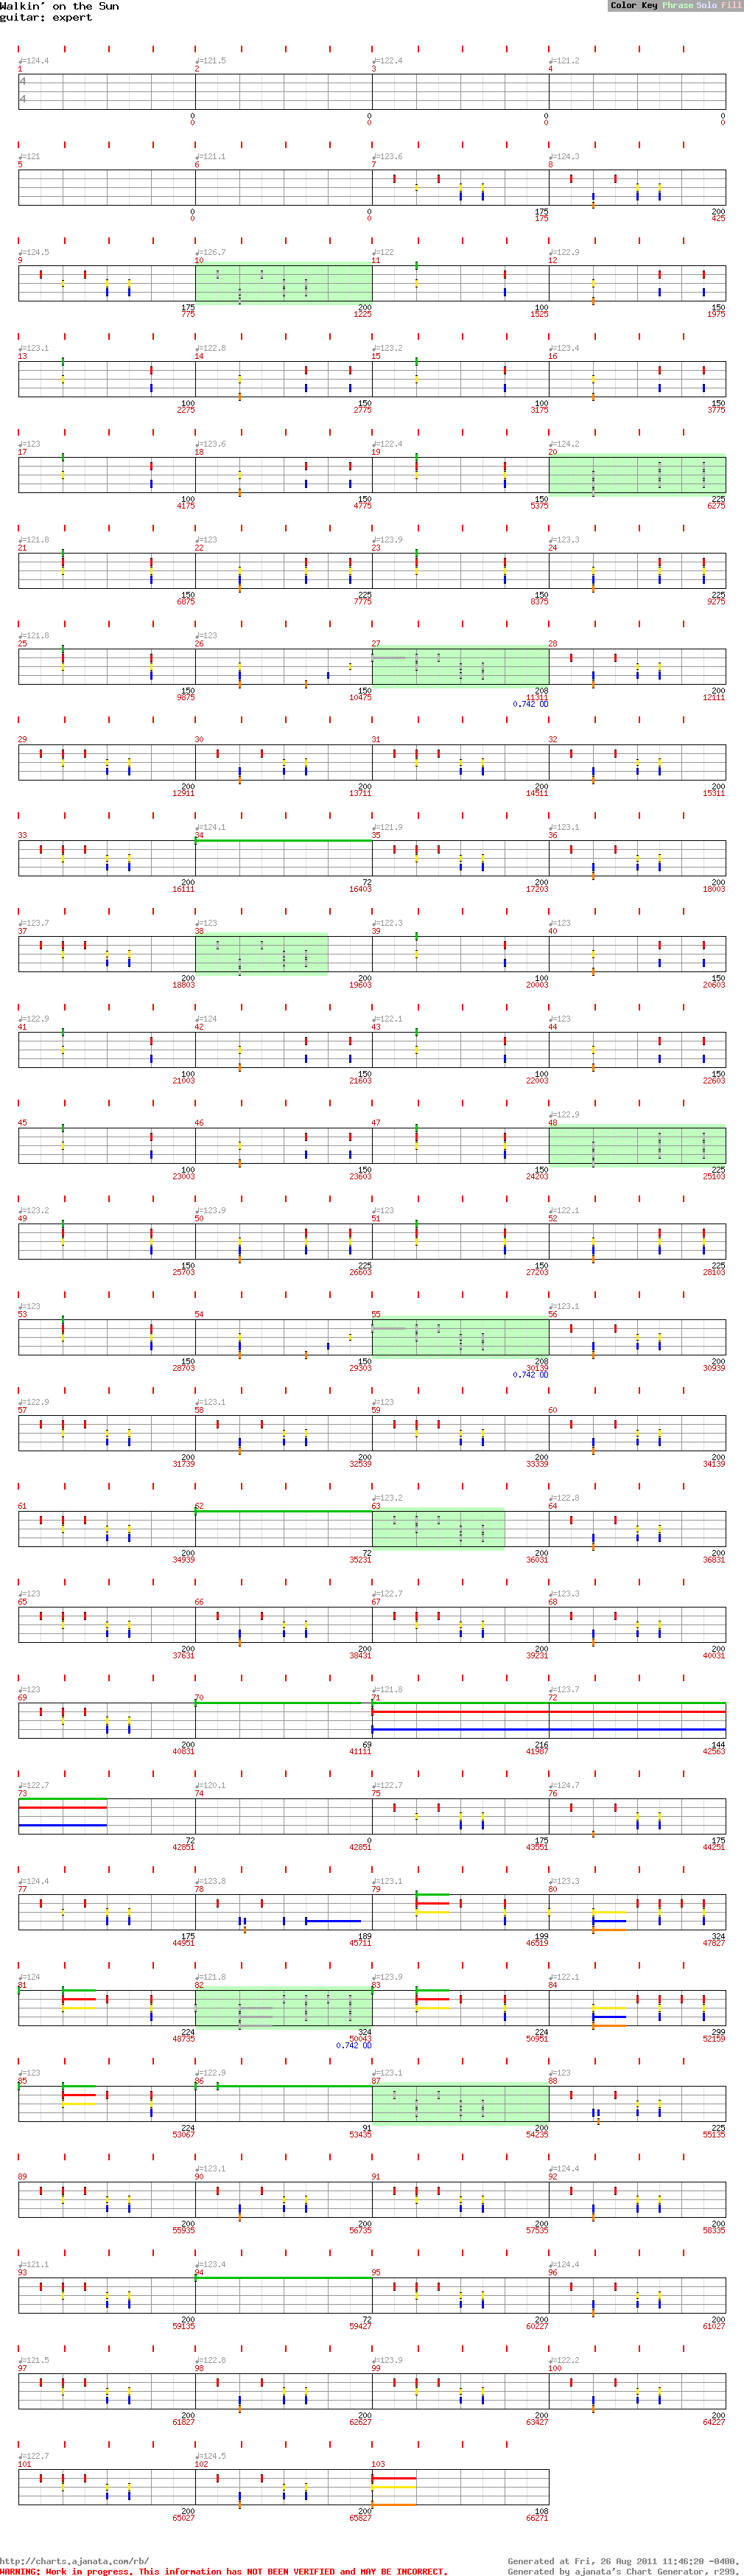 Walkin' on the Sun
Color Key Phrase Solo Fill
guitar: expert
♩=124.4 ♩=121.5 ♩=122.4 ♩=121.2
1 2 3 4
4
4
0 0 0 0
0 0 0 0
♩=121 ♩=121.1 ♩=123.6 ♩=124.3
5 6 7 8
0 0 175 200
0 0 175 425
♩=124.5 ♩=126.7 ♩=122 ♩=122.9
9 10 11 12
175 200 100 150
775 1225 1525 1975
♩=123.1 ♩=122.8 ♩=123.2 ♩=123.4
13 14 15 16
100 150 100 150
2275 2775 3175 3775
♩=123 ♩=123.6 ♩=122.4 ♩=124.2
17 18 19 20
100 150 150 225
4175 4775 5375 6275
♩=121.8 ♩=123 ♩=123.9 ♩=123.3
21 22 23 24
150 225 150 225
6875 7775 8375 9275
♩=121.8 ♩=123
25 26 27 28
150 150 208 200
9875 10475 11311 12111
0.742 OD
29 30 31 32
200 200 200 200
12911 13711 14511 15311
♩=124.1 ♩=121.9 ♩=123.1
33 34 35 36
200 72 200 200
16111 16403 17203 18003
♩=123.7 ♩=123 ♩=122.3 ♩=123
37 38 39 40
200 200 100 150
18803 19603 20003 20603
♩=122.9 ♩=124 ♩=122.1 ♩=123
41 42 43 44
100 150 100 150
21003 21603 22003 22603
♩=122.9
45 46 47 48
100 150 150 225
23003 23603 24203 25103
♩=123.2 ♩=123.9 ♩=123 ♩=122.1
49 50 51 52
150 225 150 225
25703 26603 27203 28103
♩=123 ♩=123.1
53 54 55 56
150 150 208 200
28703 29303 30139 30939
0.742 OD
♩=122.9 ♩=123.1 ♩=123
57 58 59 60
200 200 200 200
31739 32539 33339 34139
♩=123.2 ♩=122.8
61 62 63 64
200 72 200 200
34939 35231 36031 36831
♩=123 ♩=122.7 ♩=123.3
65 66 67 68
200 200 200 200
37631 38431 39231 40031
♩=123 ♩=121.8 ♩=123.7
69 70 71 72
200 69 216 144
40831 41111 41987 42563
♩=122.7 ♩=120.1 ♩=122.7 ♩=124.7
73 74 75 76
72 0 175 175
42851 42851 43551 44251
♩=124.4 ♩=123.8 ♩=123.1 ♩=123.3
77 78 79 80
175 189 199 324
44951 45711 46519 47827
♩=124 ♩=121.8 ♩=123.9 ♩=122.1
81 82 83 84
224 324 224 299
48735 50043 50951 52159
0.742 OD
♩=123 ♩=122.9 ♩=123.1 ♩=123
85 86 87 88
224 91 200 225
53067 53435 54235 55135
♩=123.1 ♩=124.4
89 90 91 92
200 200 200 200
55935 56735 57535 58335
♩=121.1 ♩=123.4 ♩=124.4
93 94 95 96
200 72 200 200
59135 59427 60227 61027
♩=121.5 ♩=122.8 ♩=123.9 ♩=122.2
97 98 99 100
200 200 200 200
61827 62627 63427 64227
♩=122.7 ♩=124.5
101 102 103
200 200 108
65027 65827 66271
http://charts.ajanata.com/rb/ Generated at Fri, 26 Aug 2011 11:46:20 -0400.
WARNING: Work in progress. This information has NOT BEEN VERIFIED and MAY BE INCORRECT. Generated by ajanata's Chart Generator, r299.